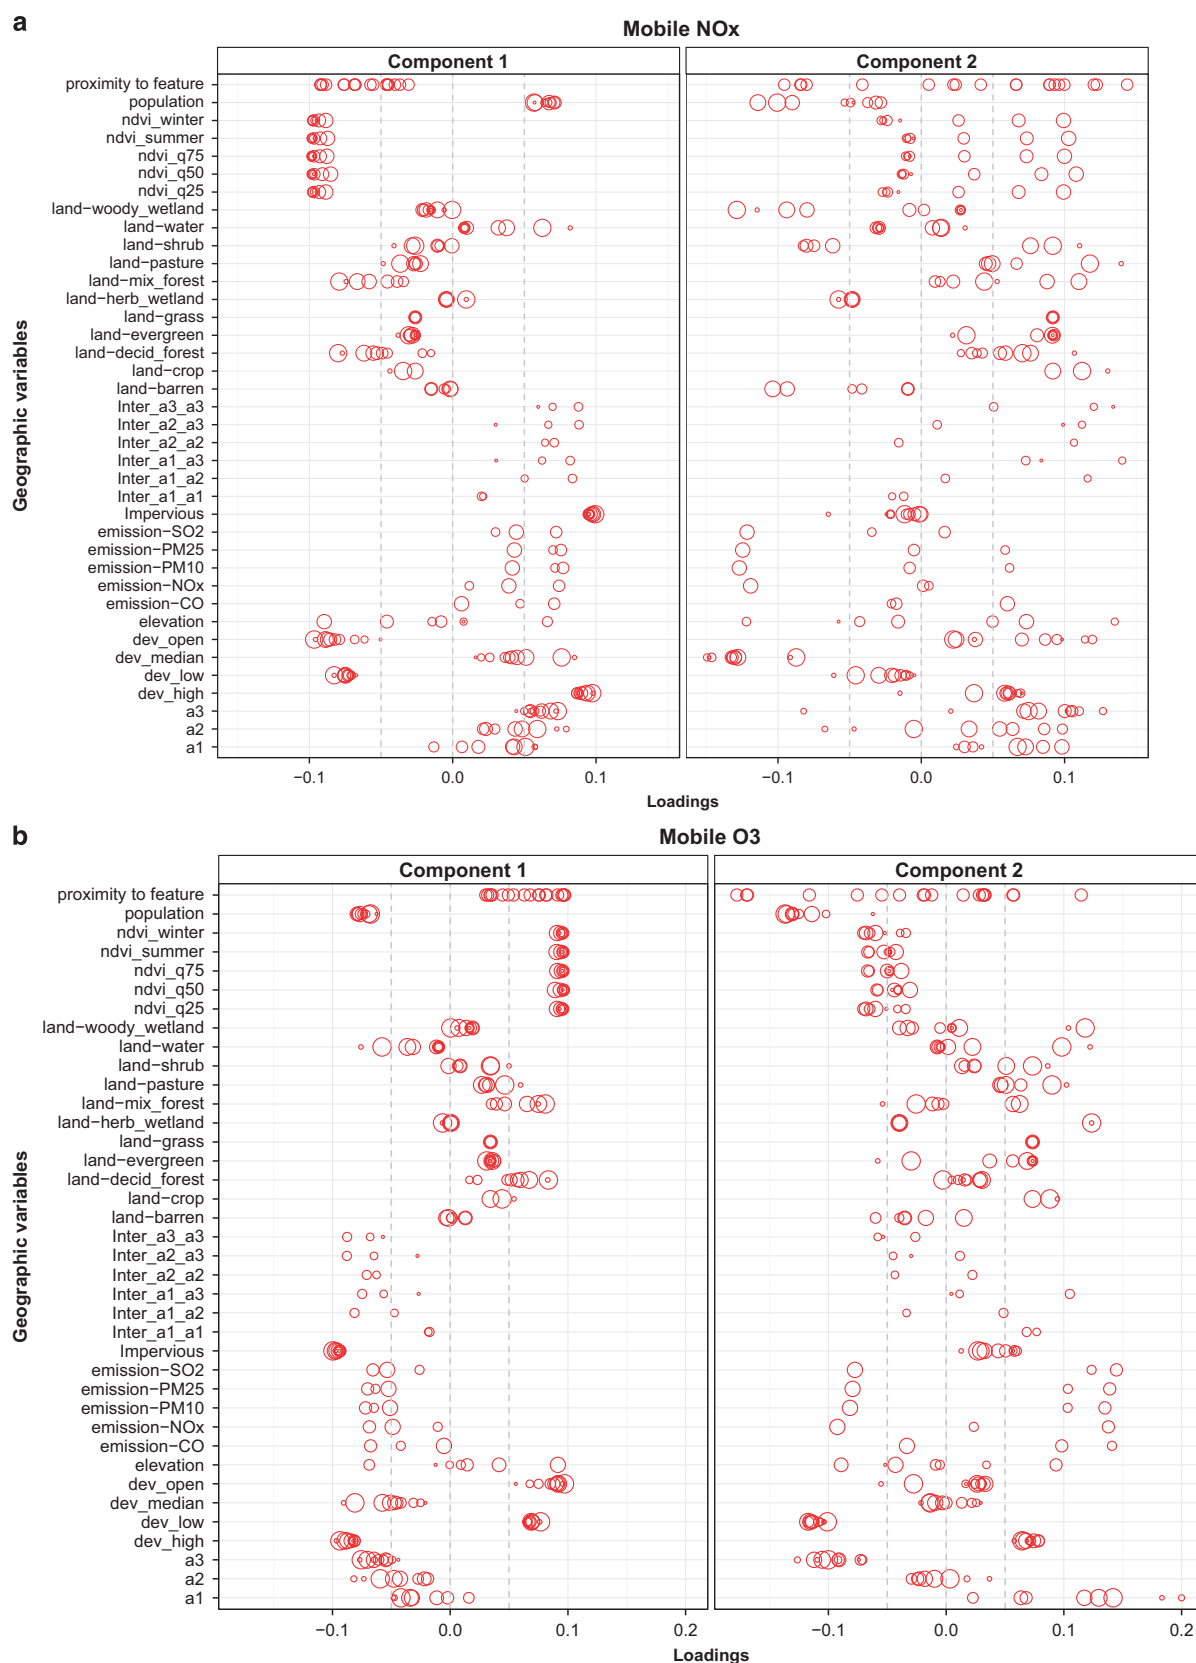 a
Mobile NOx
Component 1
Component 2
proximity to feature
population
ndvi_winter
ndvi_summer
ndvi_q75
ndvi_q50
ndvi_q25
land−woody_wetland
land−water
land−shrub
land−pasture
land−mix_forest
land−herb_wetland
land−grass
land−evergreen
land−decid_forest
land−crop
land−barren
Inter_a3_a3
Inter_a2_a3
Inter_a2_a2
Inter_a1_a3
Inter_a1_a2
Inter_a1_a1
Impervious
emission−SO2
emission−PM25
emission−PM10
emission−NOx
emission−CO
elevation
dev_open
dev_median
dev_low
dev_high
a3
a2
a1
Geographic variables
−0.1 0.0 0.1 −0.1 0.0 0.1
Loadings
b
Mobile O3
Component 1
Component 2
proximity to feature
population
ndvi_winter
ndvi_summer
ndvi_q75
ndvi_q50
ndvi_q25
land−woody_wetland
land−water
land−shrub
land−pasture
land−mix_forest
land−herb_wetland
land−grass
land−evergreen
land−decid_forest
land−crop
land−barren
Inter_a3_a3
Inter_a2_a3
Inter_a2_a2
Inter_a1_a3
Inter_a1_a2
Inter_a1_a1
Impervious
emission−SO2
emission−PM25
emission−PM10
emission−NOx
emission−CO
elevation
dev_open
dev_median
dev_low
dev_high
a3
a2
a1
Geographic variables
−0.1 0.0 0.1 0.2 −0.1 0.0 0.1 0.2
Loadings